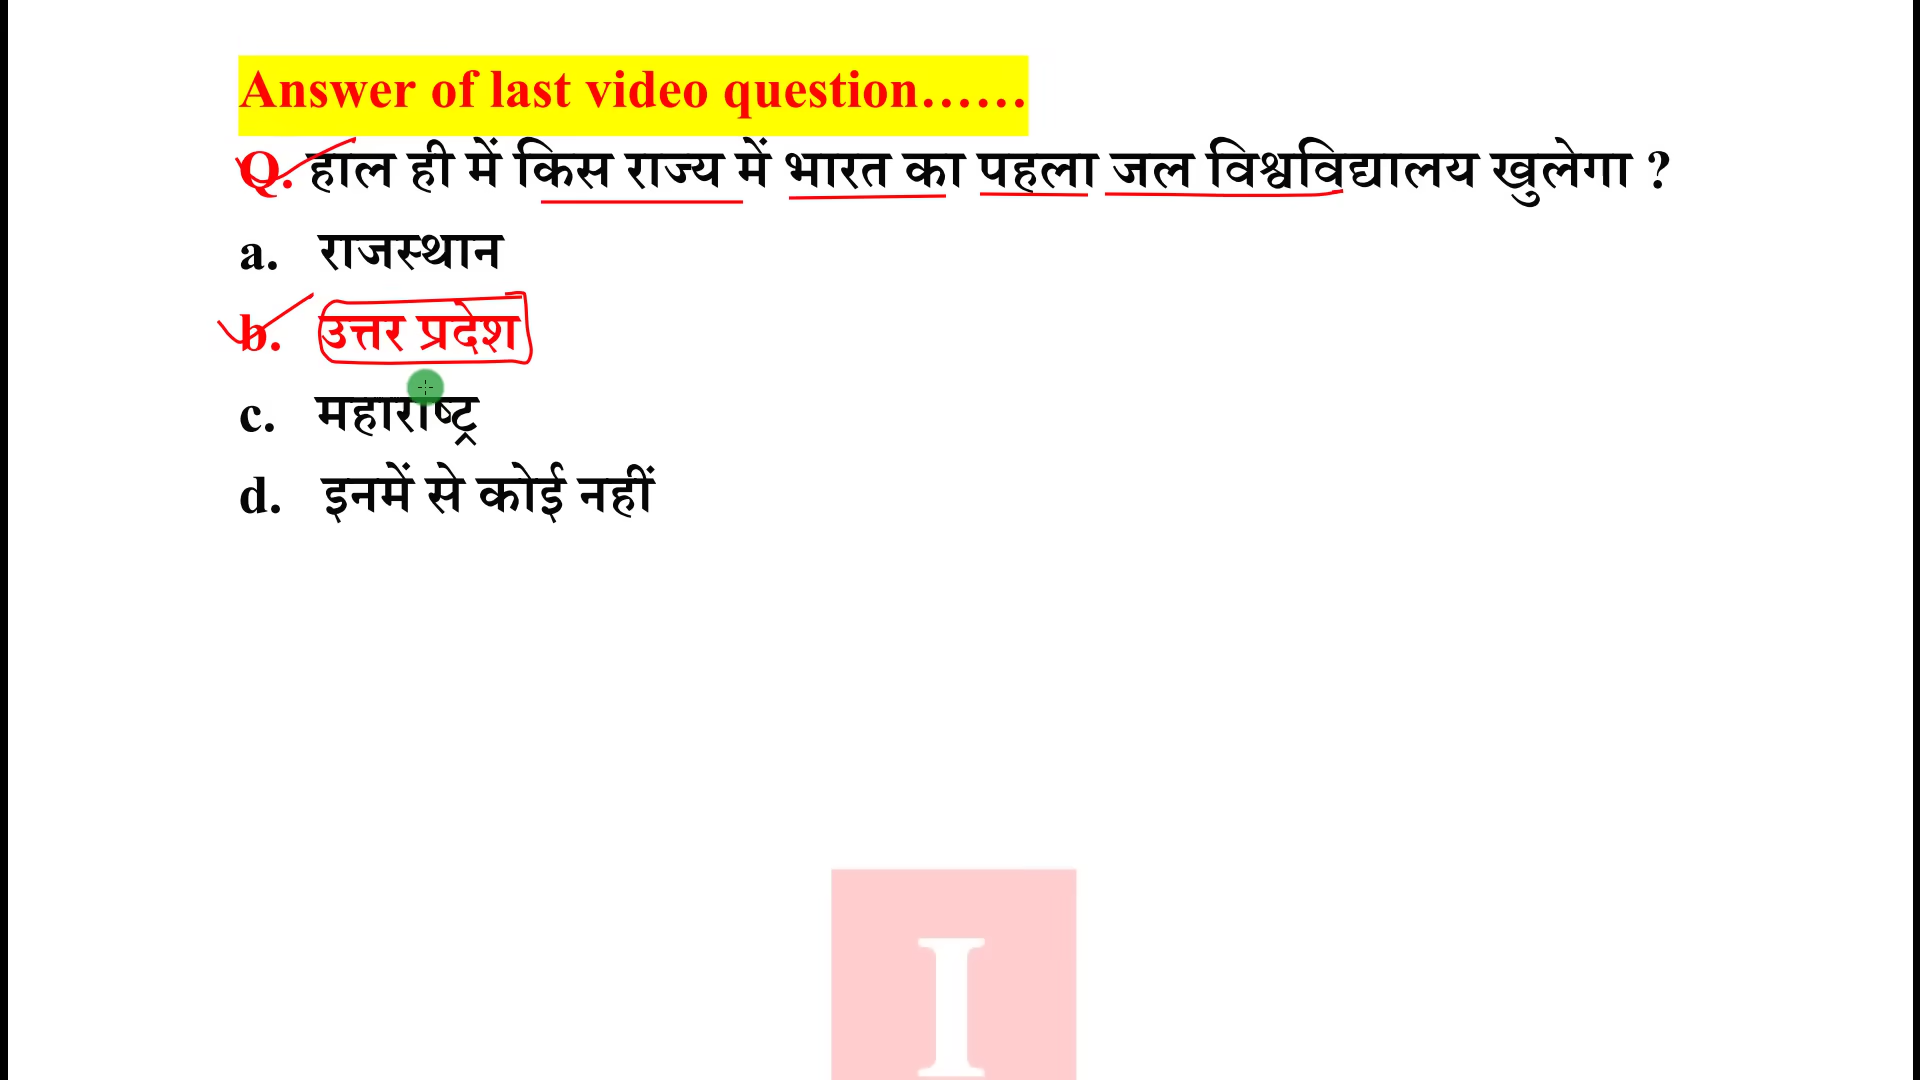 Answer of last video question……
Q. हाल ही में किस राज्य में भारत का पहला जल विश्वविद्यालय खुलेगा ?
a. राजस्थान
b. उत्तर प्रदेश
c. महाराष्ट्र
d. इनमें से कोई नहीं
I